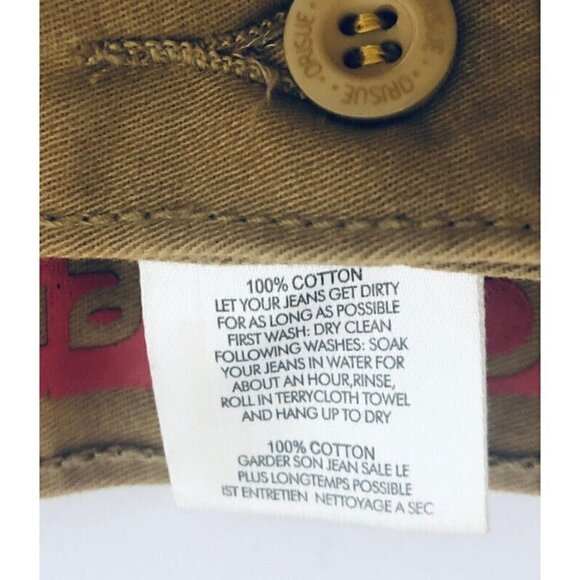 ORISUE · · ORISUE
100% COTTON
LET YOUR JEANS GET DIRTY
FOR AS LONG AS POSSIBLE
FIRST WASH: DRY CLEAN
FOLLOWING WASHES: SOAK
YOUR JEANS IN WATER FOR
ABOUT AN HOUR,RINSE,
ROLL IN TERRYCLOTH TOWEL
AND HANG UP TO DRY
100% COTTON
GARDER SON JEAN SALE LE
PLUS LONGTEMPS POSSIBLE
IST ENTRETIEN NETTOYAGE A SEC